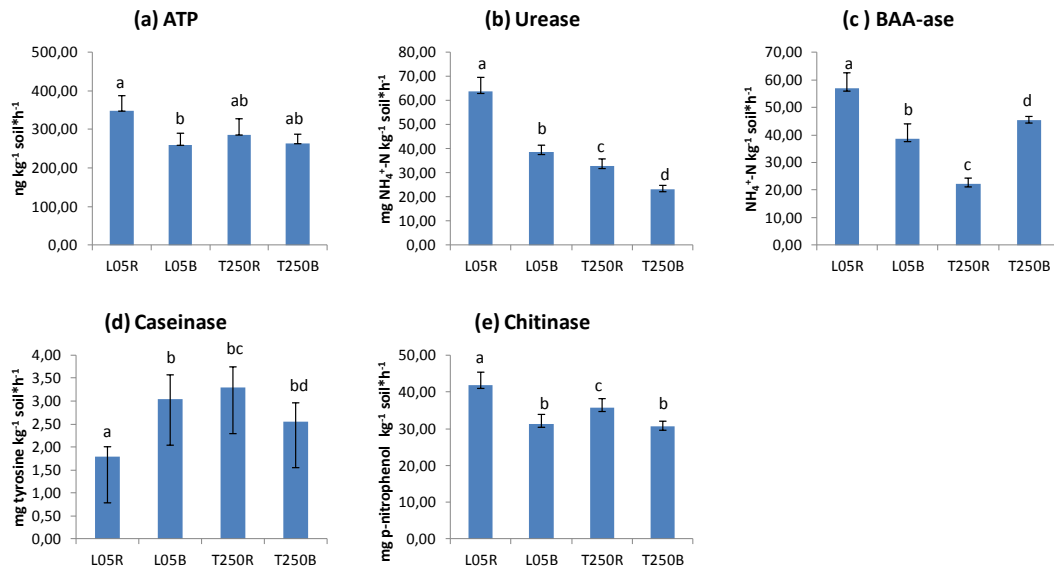 (a) ATP
ng kg⁻¹ soil*h⁻¹
500,00
400,00
300,00
200,00
100,00
0,00
a
b
ab
ab
L05R L05B T250R T250B
(b) Urease
mg NH₄⁺-N kg⁻¹ soil*h⁻¹
80,00
70,00
60,00
50,00
40,00
30,00
20,00
10,00
0,00
a
b
c
d
L05R L05B T250R T250B
(c ) BAA-ase
NH₄⁺-N kg⁻¹ soil*h⁻¹
70,00
60,00
50,00
40,00
30,00
20,00
10,00
0,00
a
b
c
d
L05R L05B T250R T250B
(d) Caseinase
mg tyrosine kg⁻¹ soil*h⁻¹
4,00
3,50
3,00
2,50
2,00
1,50
1,00
0,50
0,00
a
b
bc
bd
L05R L05B T250R T250B
(e) Chitinase
mg p-nitrophenol kg⁻¹ soil*h⁻¹
50,00
40,00
30,00
20,00
10,00
0,00
a
b
c
b
L05R L05B T250R T250B